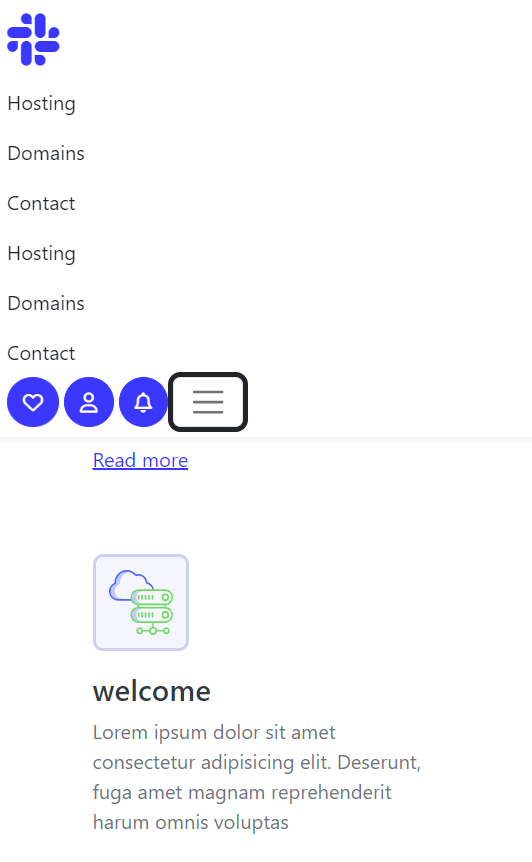 Hosting
Domains
Contact
Hosting
Domains
Contact
Read more
welcome
Lorem ipsum dolor sit amet
consectetur adipisicing elit. Deserunt,
fuga amet magnam reprehenderit
harum omnis voluptas